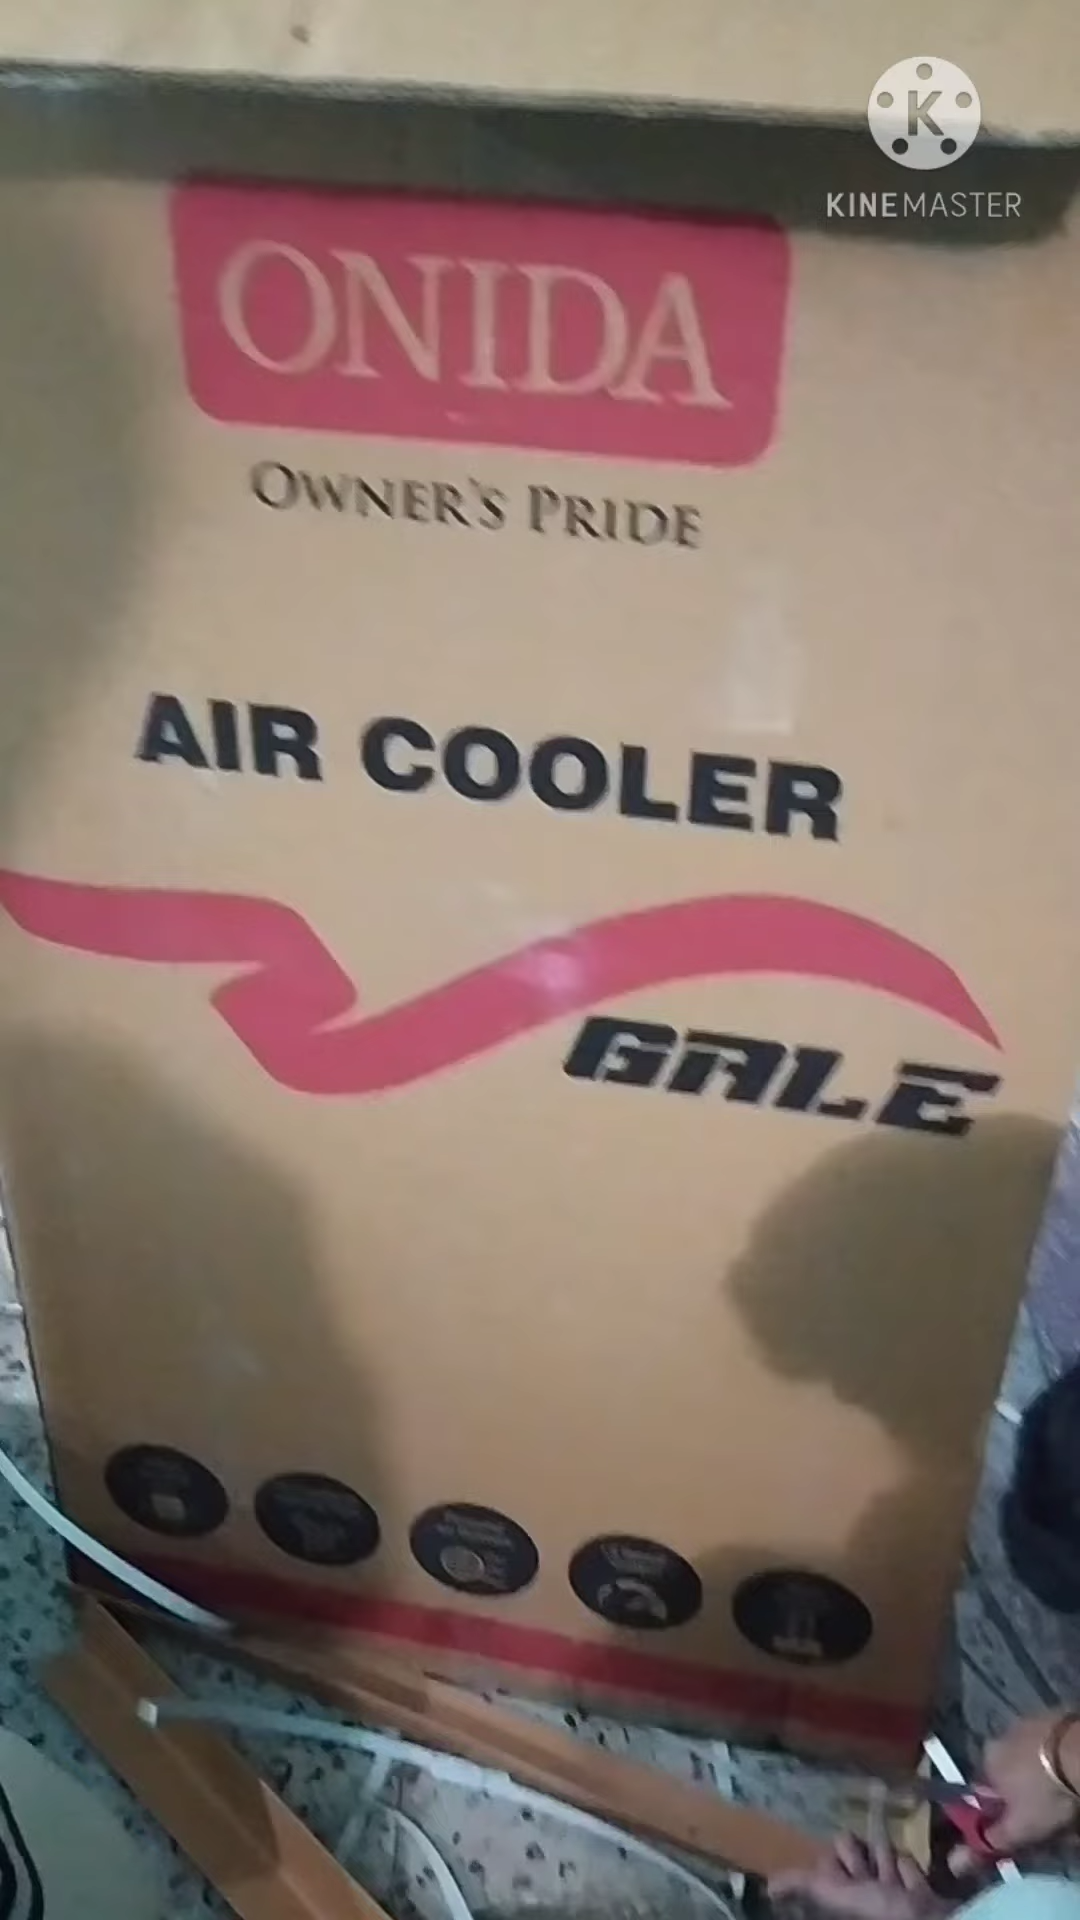 KINEMASTER
ONIDA
OWNER'S PRIDE
AIR COOLER
GALE